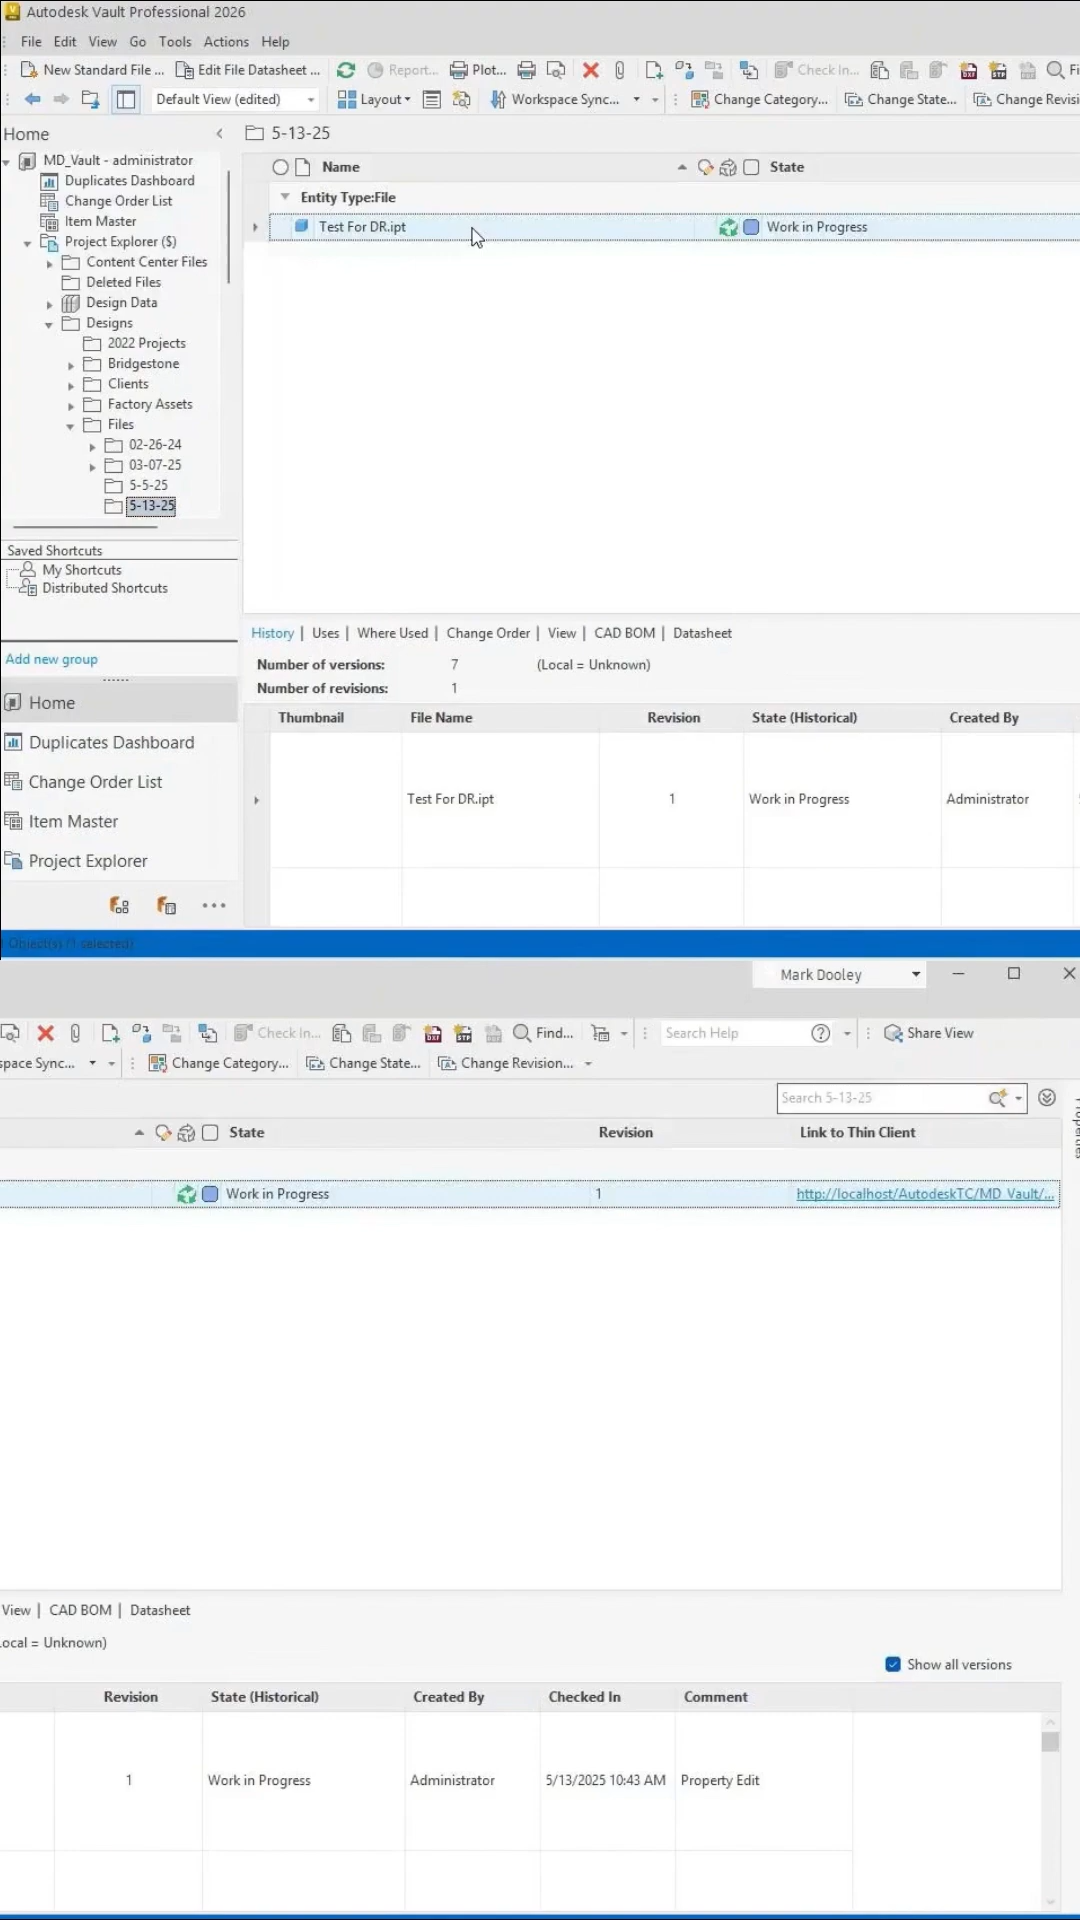 Autodesk Vault Professional 2026
File Edit View Go Tools Actions Help
New Standard File ... Edit File Datasheet ... Report... Plot... Check In... Fi
Default View (edited) Layout Workspace Sync... Change Category... Change State... Change Revisi
Home
5-13-25
MD_Vault - administrator
Duplicates Dashboard
Change Order List
Item Master
Project Explorer ($)
Content Center Files
Deleted Files
Design Data
Designs
2022 Projects
Bridgestone
Clients
Factory Assets
Files
02-26-24
03-07-25
5-5-25
5-13-25
Name State
Entity Type:File
Test For DR.ipt Work in Progress
Saved Shortcuts
My Shortcuts
Distributed Shortcuts
Add new group
Home
Duplicates Dashboard
Change Order List
Item Master
Project Explorer
History | Uses | Where Used | Change Order | View | CAD BOM | Datasheet
Number of versions: 7 (Local = Unknown)
Number of revisions: 1
Thumbnail File Name Revision State (Historical) Created By
Test For DR.ipt 1 Work in Progress Administrator
Object(s) (1 selected)
Mark Dooley
Check In... Find... Search Help Share View
space Sync... Change Category... Change State... Change Revision...
Search 5-13-25
Properties
State Revision Link to Thin Client
Work in Progress 1 http://localhost/AutodeskTC/MD_Vault/...
View | CAD BOM | Datasheet
Local = Unknown)
Show all versions
Revision State (Historical) Created By Checked In Comment
1 Work in Progress Administrator 5/13/2025 10:43 AM Property Edit